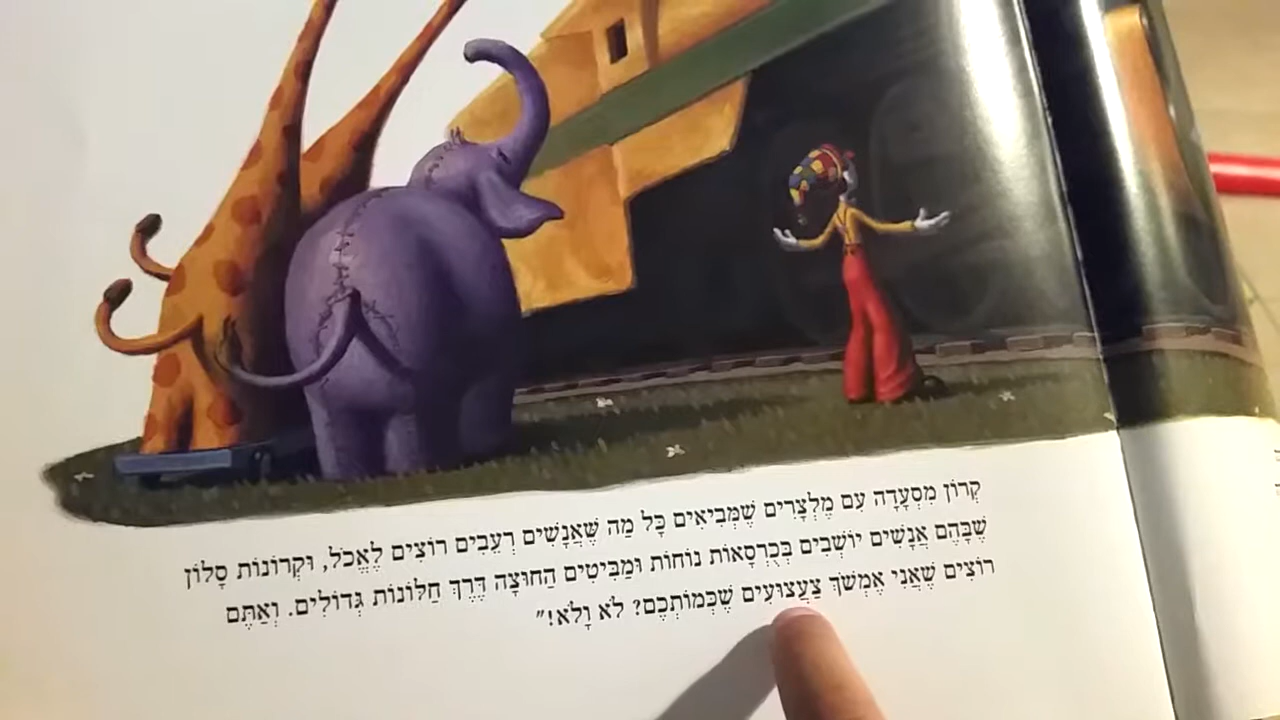 קְרוֹן מִסְעָדָה עִם מֶלְצָרִים שֶׁמְּבִיאִים כָּל מַה שֶּׁאֲנָשִׁים רְעֵבִים רוֹצִים לֶאֱכֹל, וּקְרוֹנוֹת סָלוֹן
שֶׁבָּהֶם אֲנָשִׁים יוֹשְׁבִים בְּכֻרְסָאוֹת נוֹחוֹת וּמַבִּיטִים הַחוּצָה דֶּרֶךְ חַלּוֹנוֹת גְּדוֹלִים. וְאַתֶּם
רוֹצִים שֶׁאֲנִי אֶמְשֹׁךְ צַעֲצוּעִים שֶׁכְּמוֹתְכֶם? לֹא וָלֹא!"